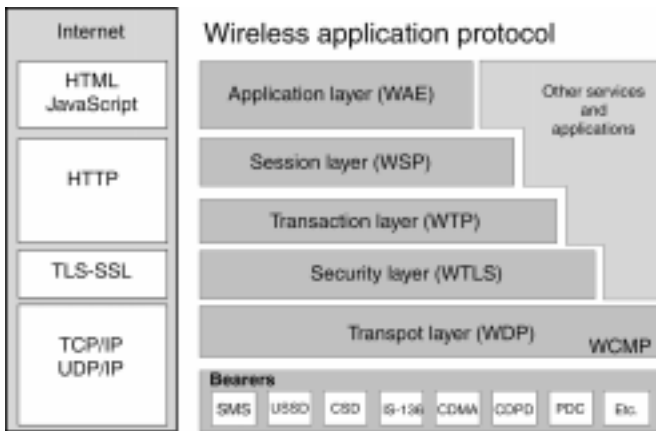 Internet
HTML
JavaScript
HTTP
TLS-SSL
TCP/IP
UDP/IP
Wireless application protocol
Application layer (WAE)
Other services
and
applications
Session layer (WSP)
Transaction layer (WTP)
Security layer (WTLS)
Transpot layer (WDP)
WCMP
Bearers
SMS USSD CSD IS-136 CDMA CDPD PDC Etc.